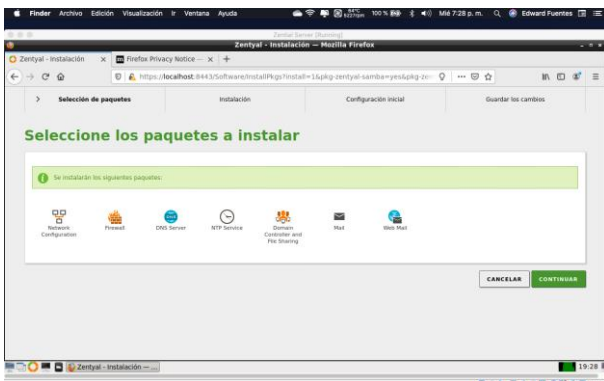 Finder Archivo Edición Visualización Ir Ventana Ayuda 64°C 5227rpm 100 % Mié 7:28 p. m. Edward Fuentes
Zentyal Server [Running]
Zentyal - Instalación — Mozilla Firefox
Zentyal - Instalación × Firefox Privacy Notice — × +
https://localhost:8443/Software/InstallPkgs?install=1&pkg-zentyal-samba=yes&pkg-zen
> Selección de paquetes Instalación Configuración inicial Guardar los cambios
Seleccione los paquetes a instalar
Se instalarán los siguientes paquetes:
Network Firewall DNS Server NTP Service Domain Mail Web Mail
Configuration Controller and
File Sharing
CANCELAR CONTINUAR
Zentyal - Instalación — ... 19:28